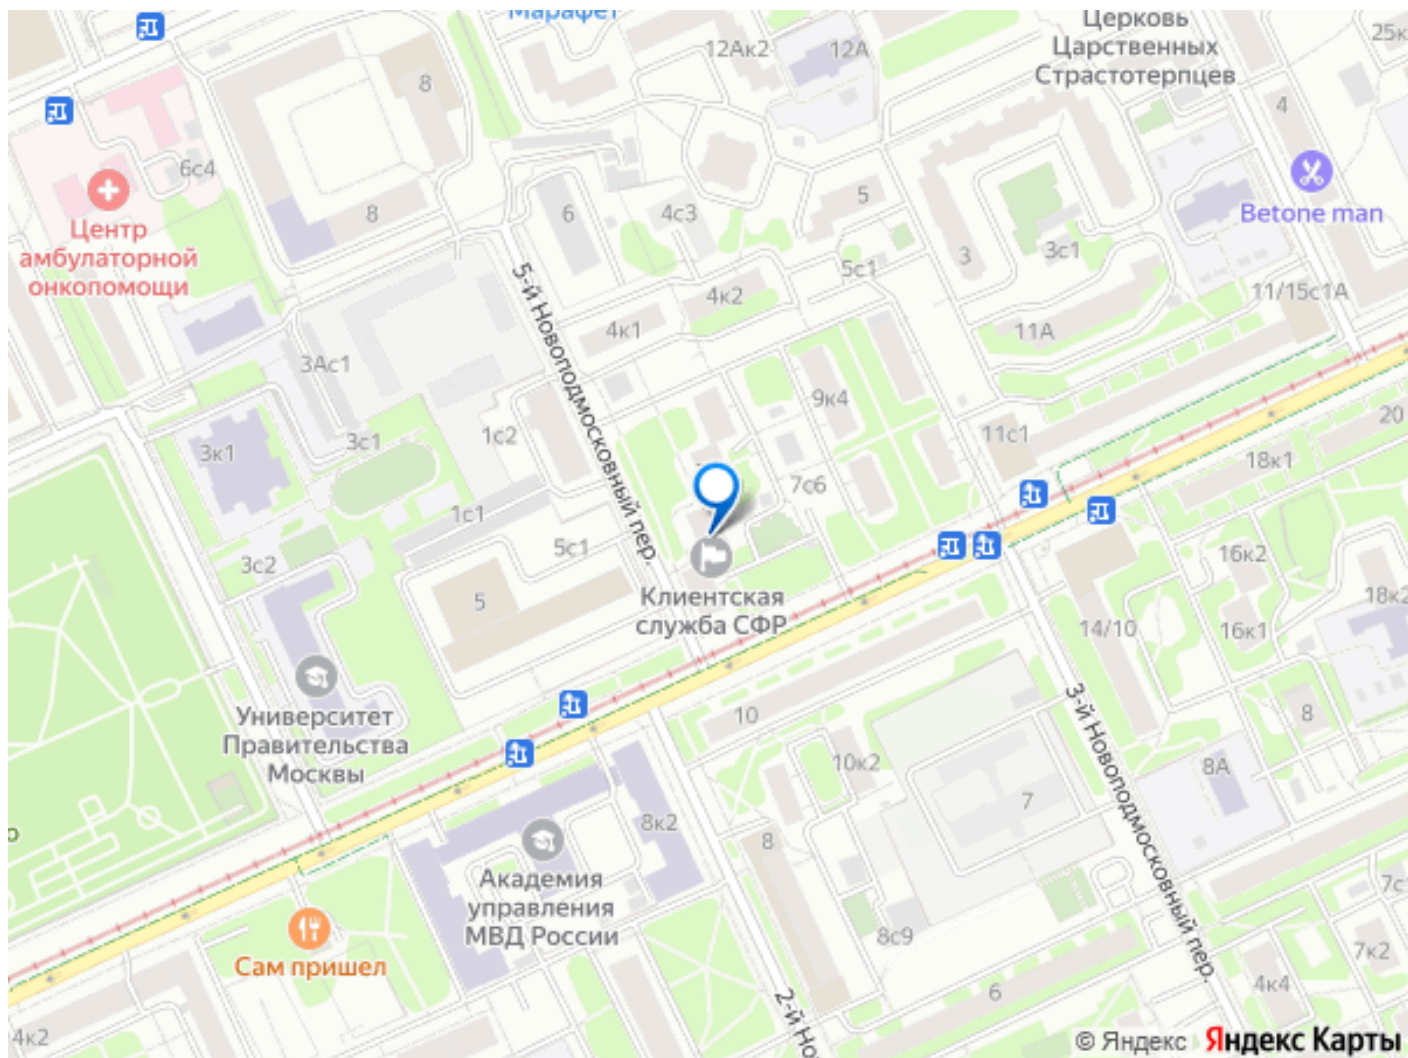 Марафет
Церковь
Царственных
Страстотерпцев
12Ак2
12А
25к
8
4
6с4
Центр
амбулаторной
онкопомощи
8
6
4с3
5
Betone man
3
3с1
5с1
4к2
11/15с1А
4к1
11А
5-й Новоподмосковный пер.
3Ас1
9к4
20
3к1
3с1
1с2
11с1
18к1
7с6
1с1
5с1
3с2
16к2
5
Клиентская
служба СФР
14/10
16к1
18к2
Университет
Правительства
Москвы
10
8
3-й Новоподмосковный пер.
10к2
8А
7
8к2
8
Академия
управления
МВД России
7с
8с9
7к2
Сам пришел
6
4к4
4к2
2-й Но
© Яндекс Яндекс Карты